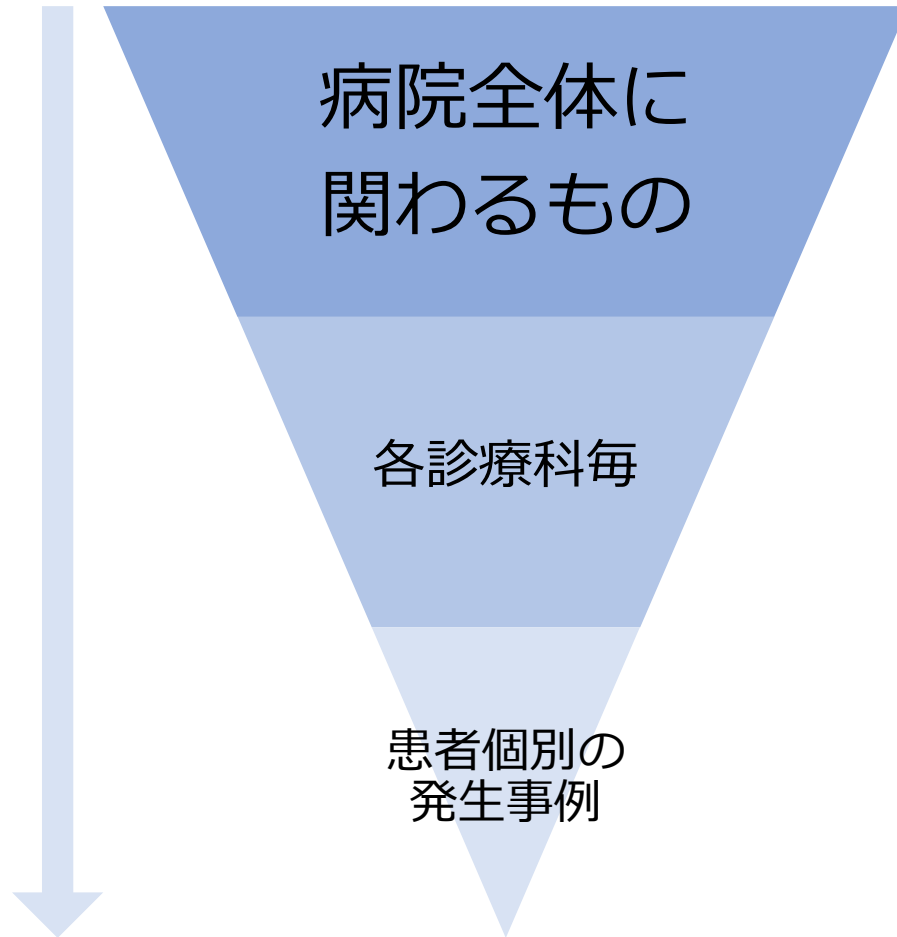 病院全体に
関わるもの
各診療科毎
患者個別の
発生事例